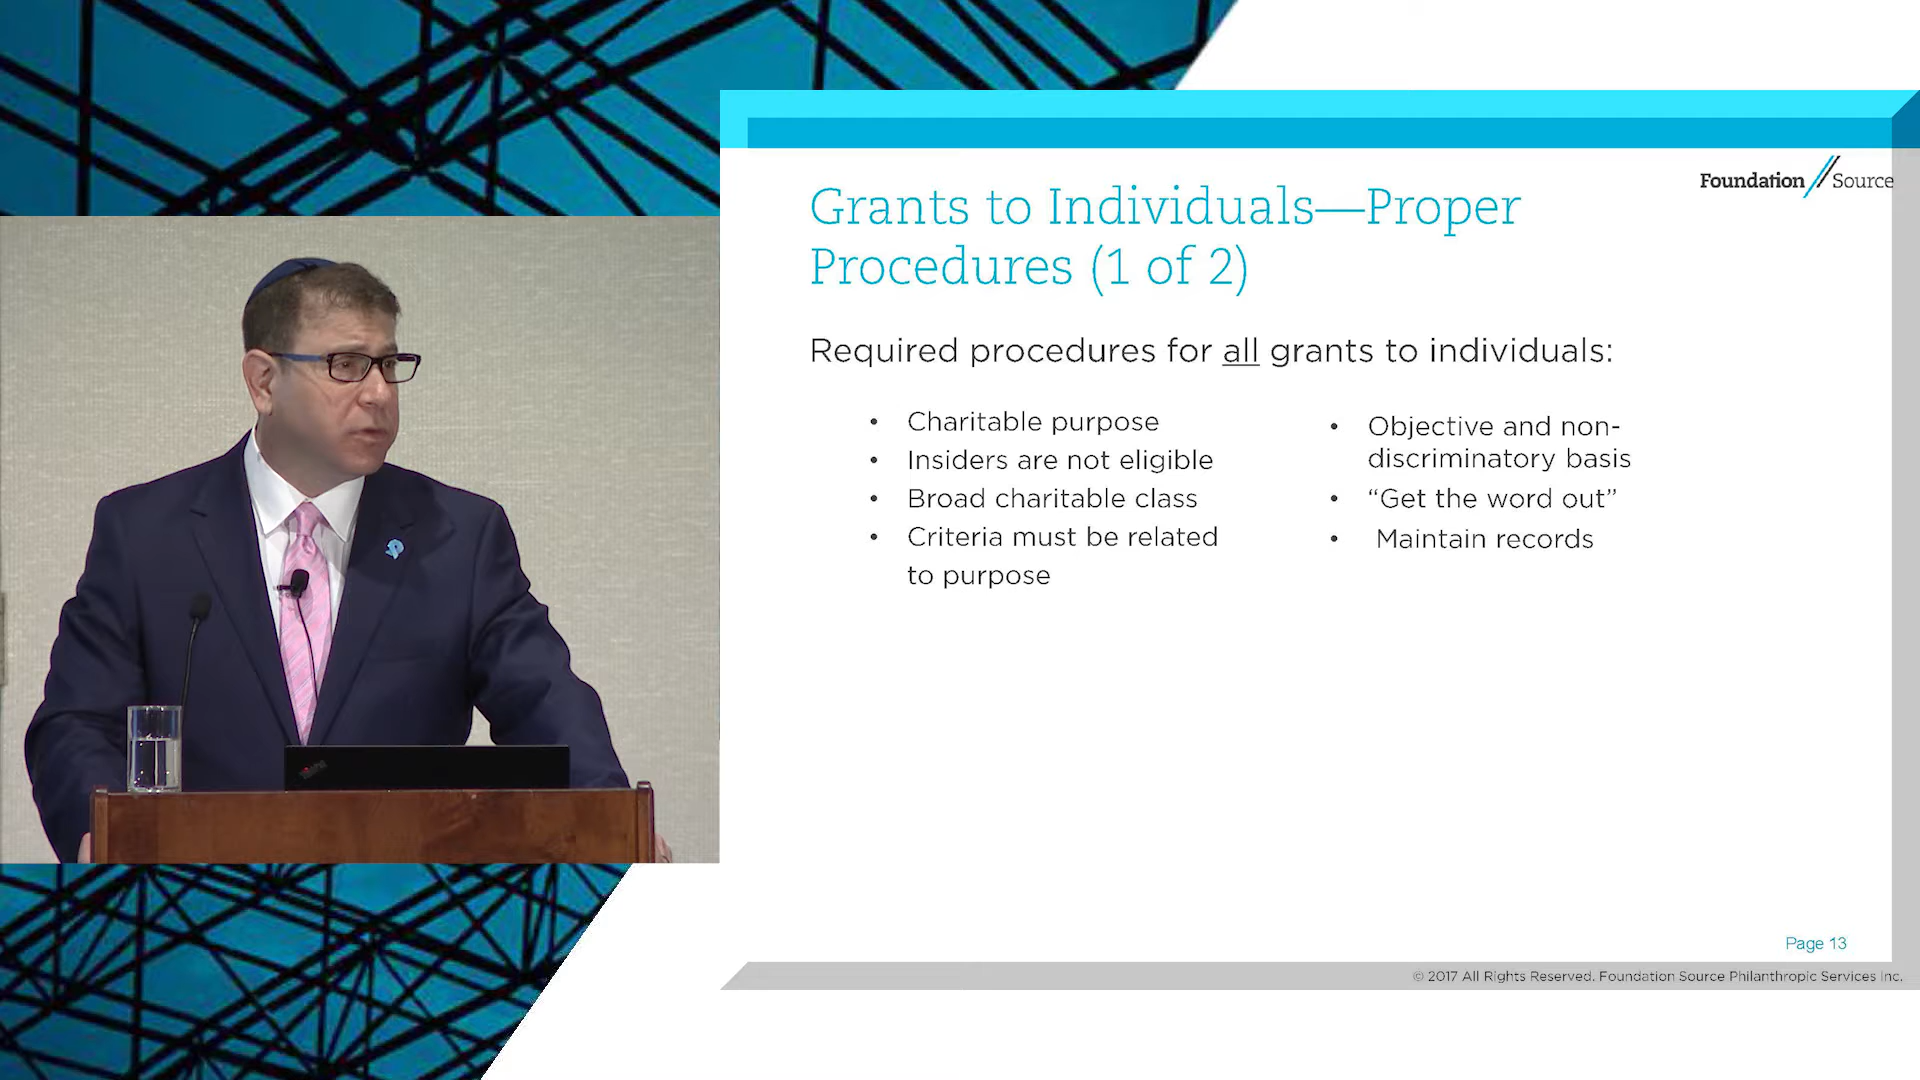 Foundation Source
Grants to Individuals—Proper
Procedures (1 of 2)
Required procedures for all grants to individuals:
• Charitable purpose
• Insiders are not eligible
• Broad charitable class
• Criteria must be related
to purpose
• Objective and non-
discriminatory basis
• “Get the word out”
• Maintain records
Page 13
© 2017 All Rights Reserved. Foundation Source Philanthropic Services Inc.